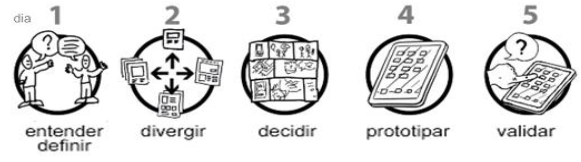 dia 1 2 3 4 5
? ?
entender divergir decidir prototipar validar
definir